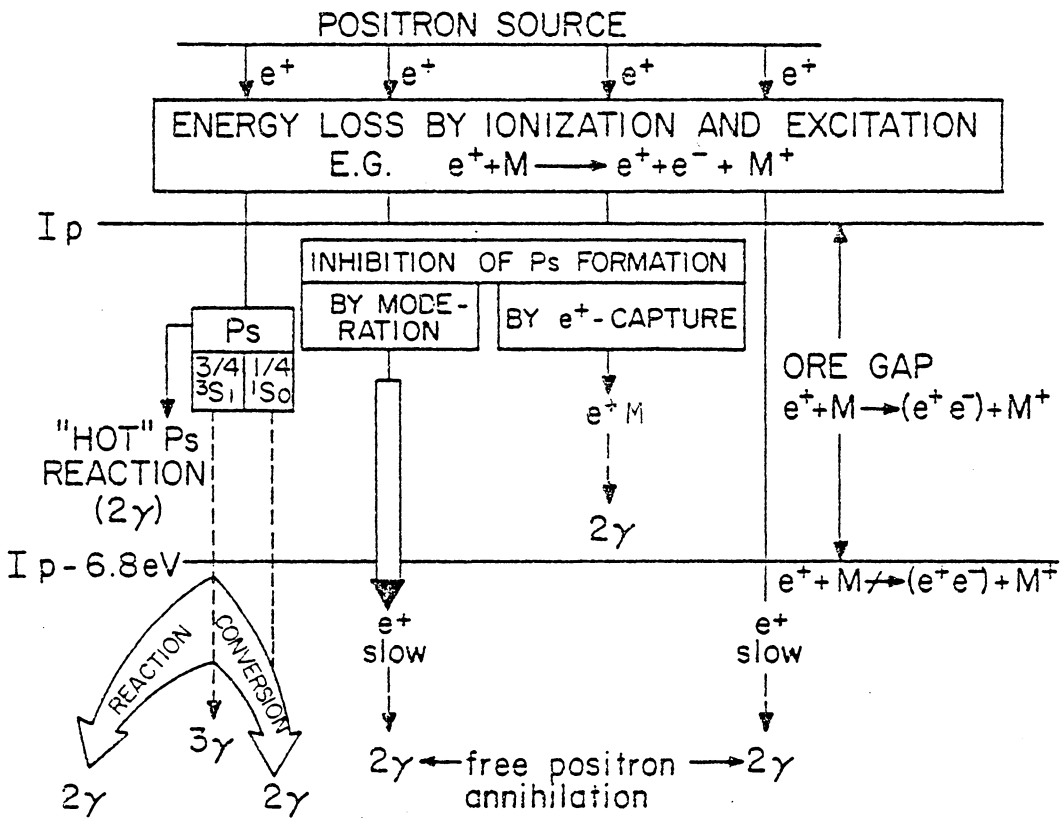 POSITRON SOURCE
e⁺ e⁺ e⁺ e⁺
ENERGY LOSS BY IONIZATION AND EXCITATION
E.G. e⁺+M → e⁺+e⁻ + M⁺
Ip
INHIBITION OF Ps FORMATION
BY MODE-
RATION
BY e⁺-CAPTURE
Ps
3/4 1/4
³S₁ ¹S₀
"HOT" Ps
REACTION
(2γ)
e⁺ M
2γ
ORE GAP
e⁺+M → (e⁺ e⁻) + M⁺
Ip-6.8eV
e⁺+M ↛ (e⁺ e⁻) + M⁺
REACTION
CONVERSION
2γ
3γ
2γ
e⁺
slow
e⁺
slow
2γ ← free positron → 2γ
annihilation